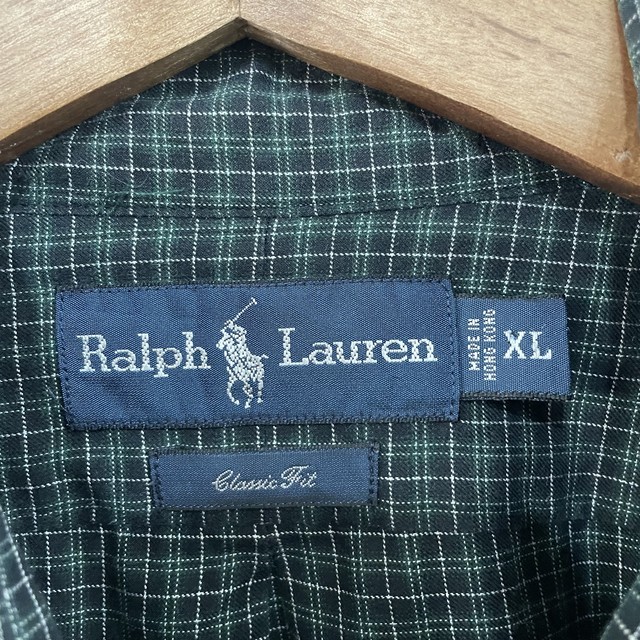 Ralph Lauren
MADE IN
HONG KONG
XL
Classic Fit